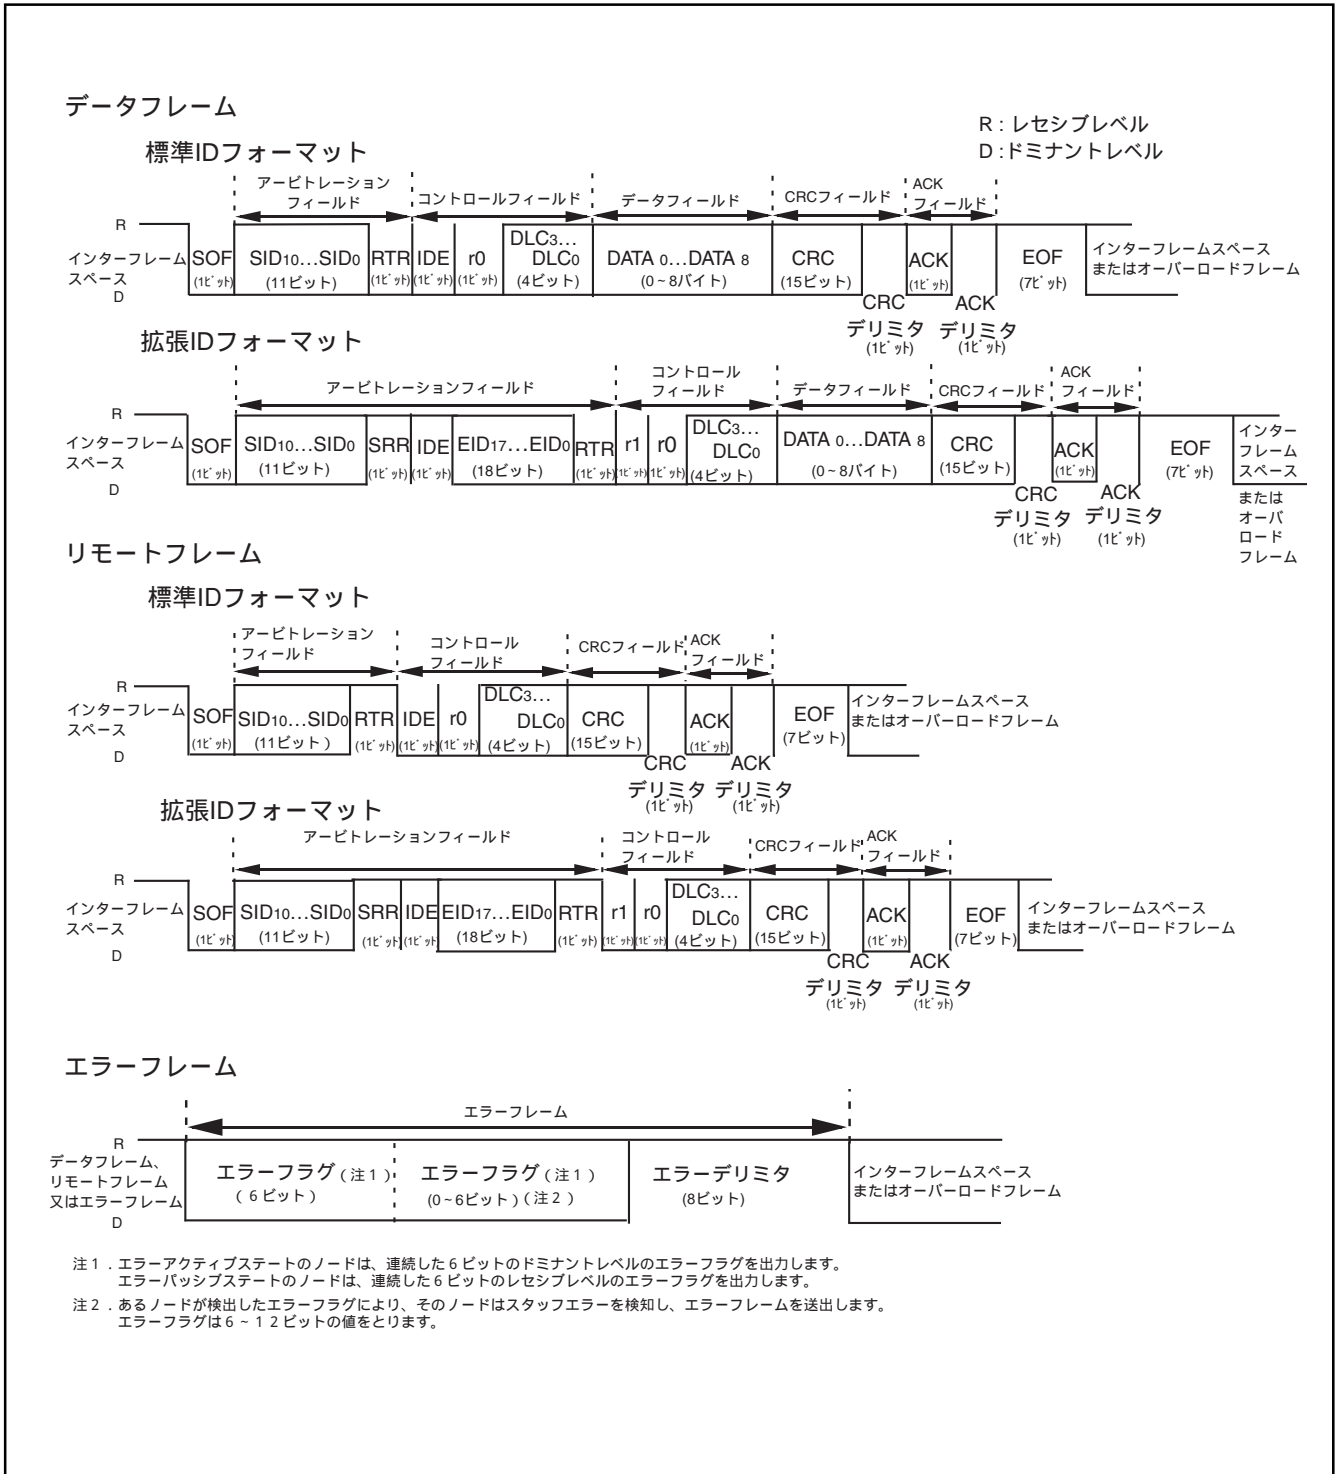 データフレーム
R : レセシブレベル
D :ドミナントレベル
標準IDフォーマット
アービトレーション
フィールド
コントロールフィールド
データフィールド
CRCフィールド
ACK
フィールド
R
インターフレーム
スペース
D
SOF
(1ビット)
SID10...SID0
(11ビット)
RTR
(1ビット)
IDE
(1ビット)
r0
(1ビット)
DLC3...
DLC0
(4ビット)
DATA 0...DATA 8
(0~8バイト)
CRC
(15ビット)
CRC
デリミタ
(1ビット)
ACK
(1ビット)
ACK
デリミタ
(1ビット)
EOF
(7ビット)
インターフレームスペース
またはオーバーロードフレーム
拡張IDフォーマット
アービトレーションフィールド
コントロール
フィールド
データフィールド
CRCフィールド
ACK
フィールド
R
インターフレーム
スペース
D
SOF
(1ビット)
SID10...SID0
(11ビット)
SRR
(1ビット)
IDE
(1ビット)
EID17...EID0
(18ビット)
RTR
(1ビット)
r1
(1ビット)
r0
(1ビット)
DLC3...
DLC0
(4ビット)
DATA 0...DATA 8
(0~8バイト)
CRC
(15ビット)
CRC
デリミタ
(1ビット)
ACK
(1ビット)
ACK
デリミタ
(1ビット)
EOF
(7ビット)
インター
フレーム
スペース
または
オーバ
ロード
フレーム
リモートフレーム
標準IDフォーマット
アービトレーション
フィールド
コントロール
フィールド
CRCフィールド
ACK
フィールド
R
インターフレーム
スペース
D
SOF
(1ビット)
SID10...SID0
(11ビット )
RTR
(1ビット)
IDE
(1ビット)
r0
(1ビット)
DLC3...
DLC0
(4ビット)
CRC
(15ビット)
CRC
デリミタ
(1ビット)
ACK
(1ビット)
ACK
デリミタ
(1ビット)
EOF
(7ビット)
インターフレームスペース
またはオーバーロードフレーム
拡張IDフォーマット
アービトレーションフィールド
コントロール
フィールド
CRCフィールド
ACK
フィールド
R
インターフレーム
スペース
D
SOF
(1ビット)
SID10...SID0
(11ビット)
SRR
(1ビット)
IDE
(1ビット)
EID17...EID0
(18ビット)
RTR
(1ビット)
r1
(1ビット)
r0
(1ビット)
DLC3...
DLC0
(4ビット)
CRC
(15ビット)
CRC
デリミタ
(1ビット)
ACK
(1ビット)
ACK
デリミタ
(1ビット)
EOF
(7ビット)
インターフレームスペース
またはオーバーロードフレーム
エラーフレーム
エラーフレーム
R
データフレーム、
リモートフレーム
又はエラーフレーム
D
エラーフラグ(注1)
(6ビット)
エラーフラグ(注1)
(0~6ビット)(注2)
エラーデリミタ
(8ビット)
インターフレームスペース
またはオーバーロードフレーム
注1.エラーアクティブステートのノードは、連続した6ビットのドミナントレベルのエラーフラグを出力します。
エラーパッシブステートのノードは、連続した6ビットのレセシブレベルのエラーフラグを出力します。
注2.あるノードが検出したエラーフラグにより、そのノードはスタッフエラーを検知し、エラーフレームを送出します。
エラーフラグは6~12ビットの値をとります。